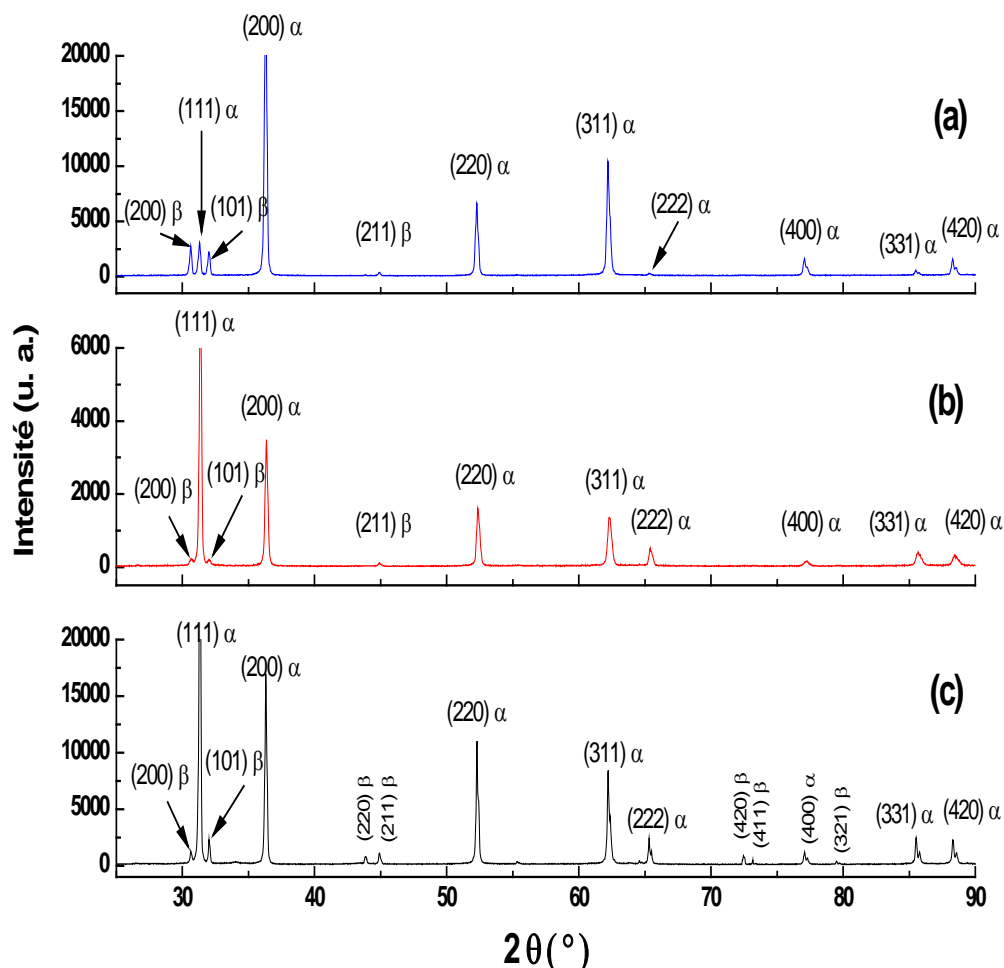 (200) α
20000
(111) α
(a)
(311) α
15000
(220) α
10000
(101) β
(200) β
(222) α
5000
(211) β
(400) α
(420) α
(331) α
0
(111) α
6000
(b)
(200) α
4000
(101) β
(220) α
(200) β
(311) α
2000
(211) β
(222) α
(400) α
(331) α
(420) α
0
20000
(111) α
(200) α
(c)
15000
(220) α
(311) α
10000
(101) β
(200) β
(220) β
(211) β
(222) α
(420) β
(411) β
(400) α
(321) β
(331) α
(420) α
5000
0
30 40 50 60 70 80 90
2 θ (°)
Intensité (u. a.)